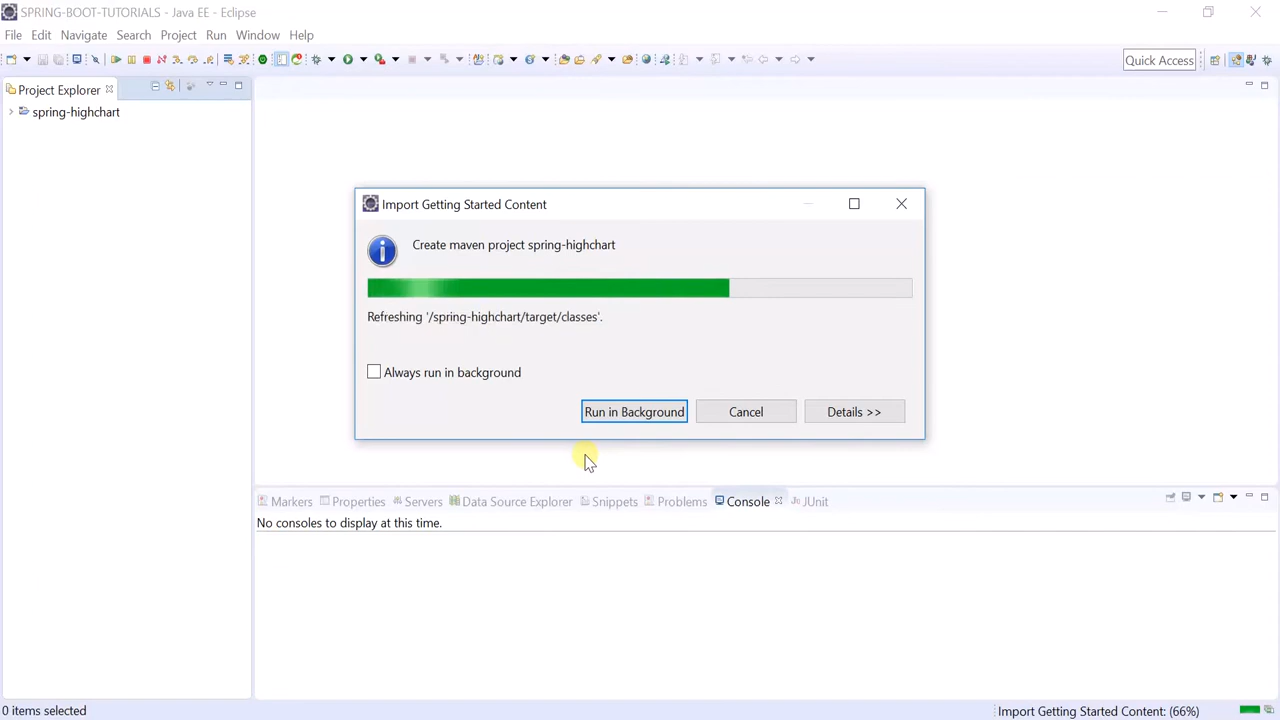 SPRING-BOOT-TUTORIALS - Java EE - Eclipse
File Edit Navigate Search Project Run Window Help
Quick Access
Project Explorer
spring-highchart
Import Getting Started Content
Create maven project spring-highchart
Refreshing '/spring-highchart/target/classes'.
Always run in background
Run in Background Cancel Details >>
Markers Properties Servers Data Source Explorer Snippets Problems Console JUnit
No consoles to display at this time.
0 items selected Import Getting Started Content: (66%)